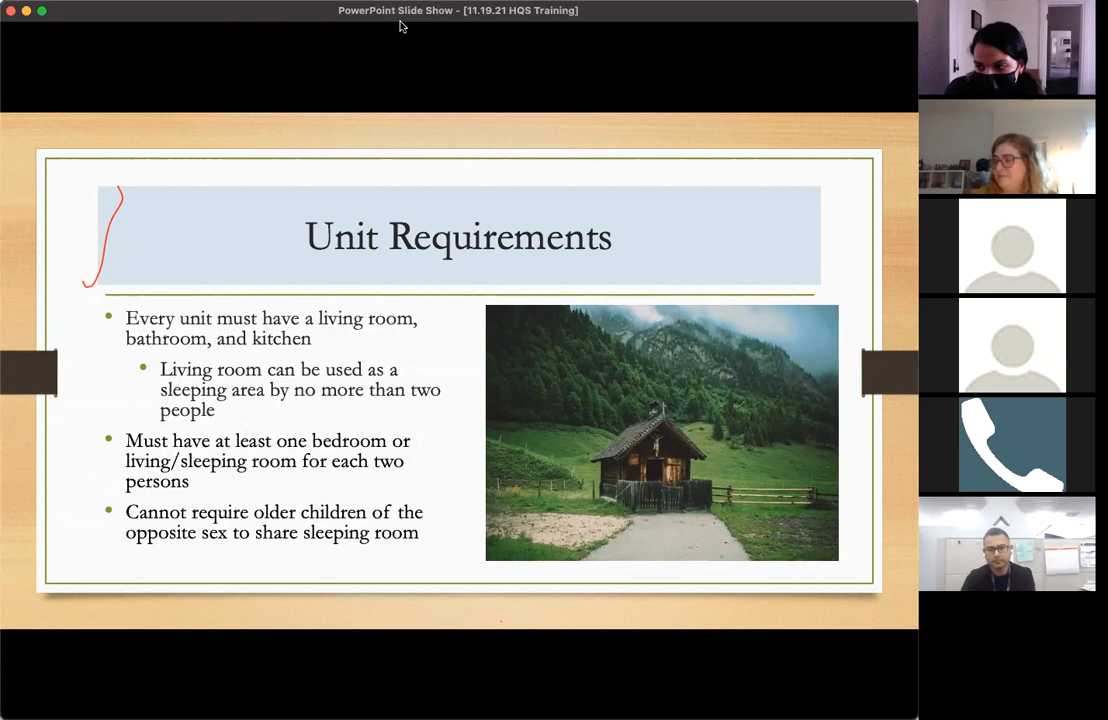 PowerPoint Slide Show - [11.19.21 HQS Training]
Unit Requirements
• Every unit must have a living room,
bathroom, and kitchen
• Living room can be used as a
sleeping area by no more than two
people
• Must have at least one bedroom or
living/sleeping room for each two
persons
• Cannot require older children of the
opposite sex to share sleeping room